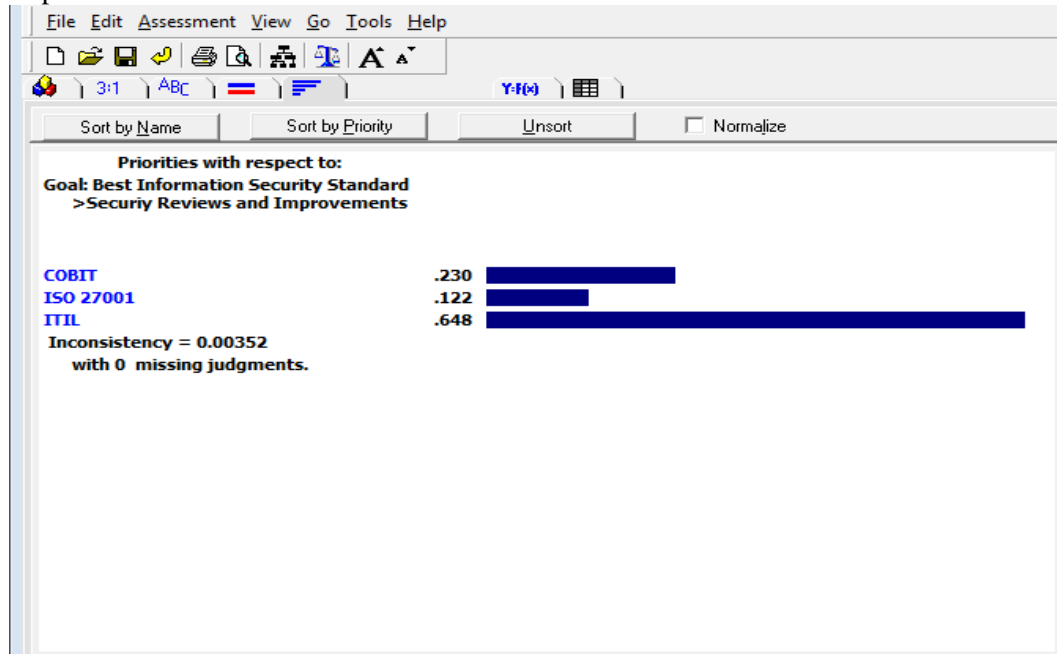 File Edit Assessment View Go Tools Help
A A
3:1 ABC Y=F(x)
Sort by Name Sort by Priority Unsort Normalize
Priorities with respect to:
Goal: Best Information Security Standard
>Securiy Reviews and Improvements
COBIT .230
ISO 27001 .122
ITIL .648
Inconsistency = 0.00352
with 0 missing judgments.